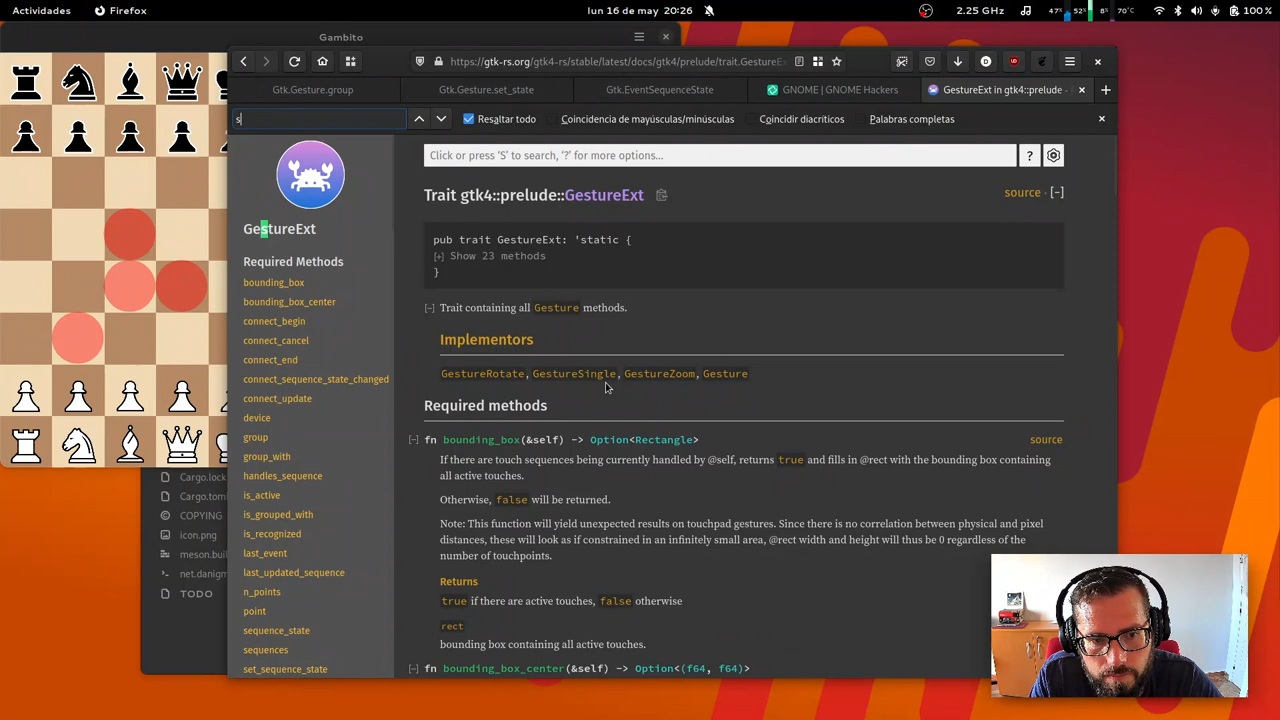 Actividades
Firefox
lun 16 de may 20:26
2.25 GHz
47%
52%
8%
70°C
100 %
Gambito
https://gtk-rs.org/gtk4-rs/stable/latest/docs/gtk4/prelude/trait.GestureE
Gtk.Gesture.group
Gtk.Gesture.set_state
Gtk.EventSequenceState
GNOME | GNOME Hackers
GestureExt in gtk4::prelude -
s
Resaltar todo
Coincidencia de mayúsculas/minúsculas
Coincidir diacríticos
Palabras completas
GestureExt
Required Methods
bounding_box
bounding_box_center
connect_begin
connect_cancel
connect_end
connect_sequence_state_changed
connect_update
device
group
group_with
handles_sequence
is_active
is_grouped_with
is_recognized
last_event
last_updated_sequence
n_points
point
sequence_state
sequences
set_sequence_state
Click or press ‘S’ to search, ‘?’ for more options…
?
Trait gtk4::prelude::GestureExt
source · [−]
pub trait GestureExt: 'static {
[+] Show 23 methods
}
[−] Trait containing all Gesture methods.
Implementors
GestureRotate, GestureSingle, GestureZoom, Gesture
Required methods
[−] fn bounding_box(&self) -> Option<Rectangle>
source
If there are touch sequences being currently handled by @self, returns true and fills in @rect with the bounding box containing
all active touches.
Otherwise, false will be returned.
Note: This function will yield unexpected results on touchpad gestures. Since there is no correlation between physical and pixel
distances, these will look as if constrained in an infinitely small area, @rect width and height will thus be 0 regardless of the
number of touchpoints.
Returns
true if there are active touches, false otherwise
rect
bounding box containing all active touches.
[−] fn bounding_box_center(&self) -> Option<(f64, f64)>
Cargo.lock
Cargo.toml
COPYING
icon.png
meson.buil
net.danigm
TODO